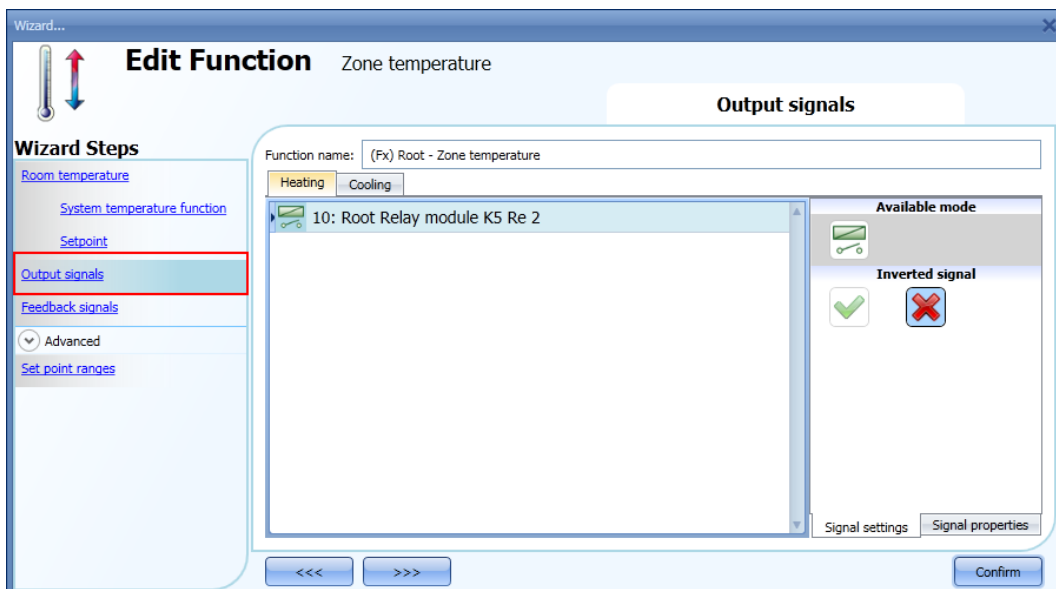 Wizard...
Edit Function Zone temperature
Output signals
Wizard Steps
Room temperature
System temperature function
Setpoint
Output signals
Feedback signals
Advanced
Set point ranges
Function name: (Fx) Root - Zone temperature
Heating Cooling
10: Root Relay module K5 Re 2
Available mode
Inverted signal
Signal settings Signal properties
<<< >>> Confirm